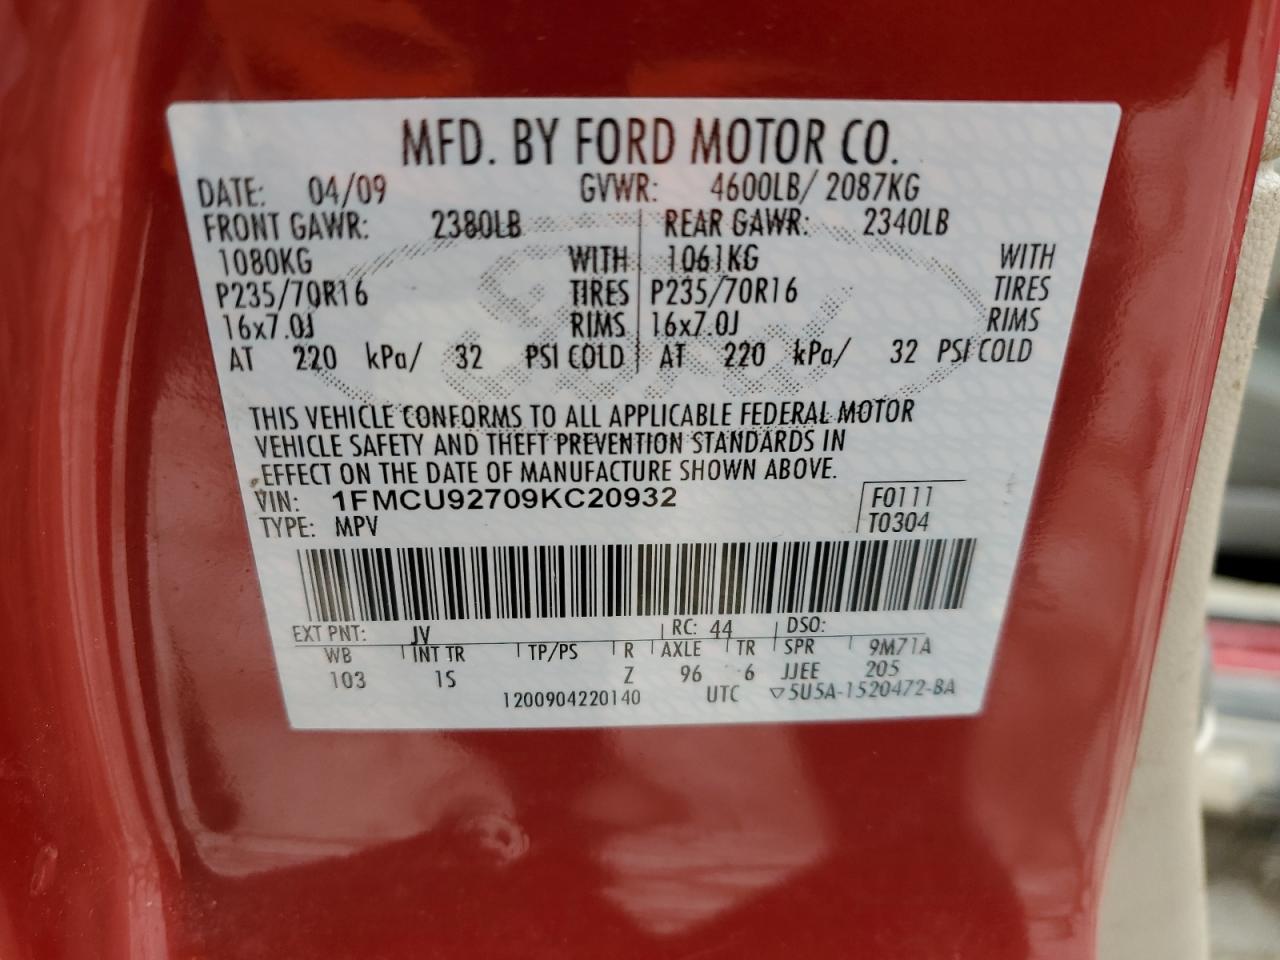 MFD. BY FORD MOTOR CO.
DATE: 04/09 GVWR: 4600LB/ 2087KG
FRONT GAWR: 2380LB REAR GAWR: 2340LB
1080KG WITH 1061KG WITH
P235/70R16 TIRES P235/70R16 TIRES
16x7.0J RIMS 16x7.0J RIMS
AT 220 kPa/ 32 PSI COLD AT 220 kPa/ 32 PSI COLD
THIS VEHICLE CONFORMS TO ALL APPLICABLE FEDERAL MOTOR
VEHICLE SAFETY AND THEFT PREVENTION STANDARDS IN
EFFECT ON THE DATE OF MANUFACTURE SHOWN ABOVE.
VIN: 1FMCU92709KC20932 F0111
TYPE: MPV T0304
EXT PNT: JV RC: 44 DSO:
WB INT TR TP/PS R AXLE TR SPR 9M71A
103 1S Z 96 6 JJEE 205
1200904220140 UTC ▽5U5A-1520472-BA